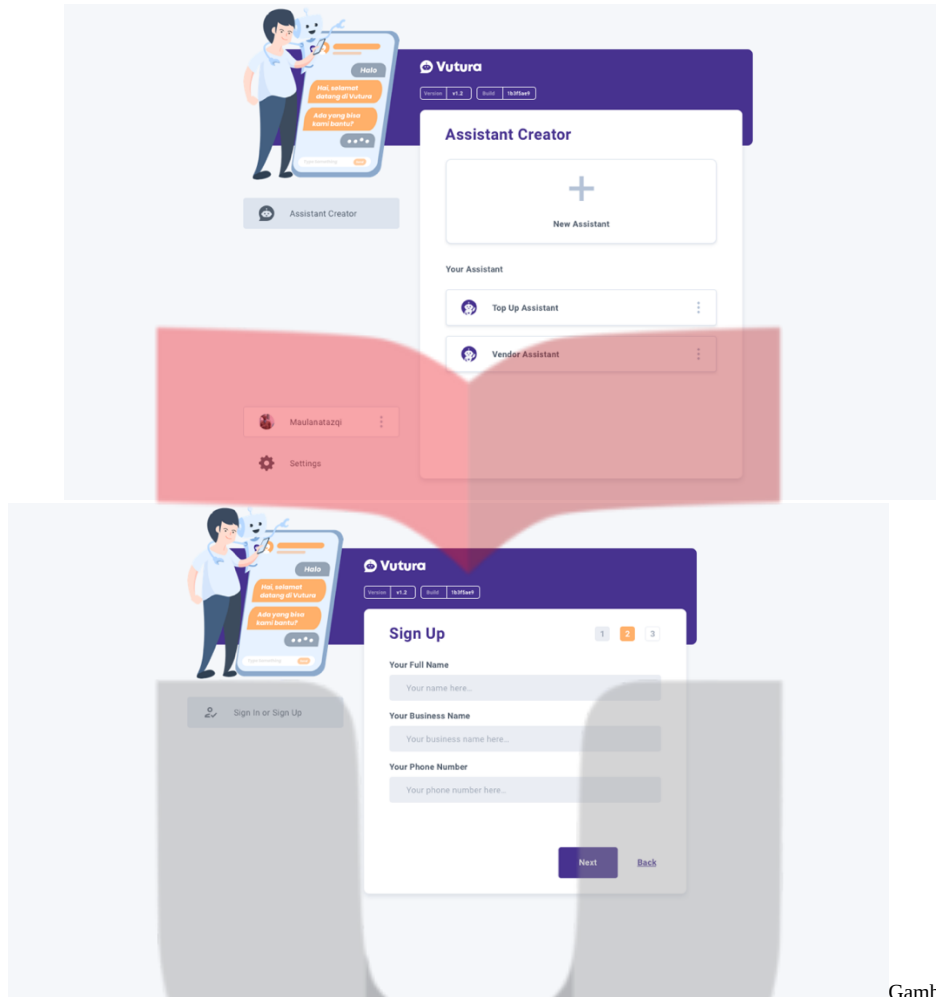 Halo
Hai, selamat
datang di Vutura
Ada yang bisa
kami bantu?
Vutura
Version v1.2 Build 1b3f5ae9
Assistant Creator
Assistant Creator
New Assistant
Your Assistant
Top Up Assistant
Vendor Assistant
Maulanatazqi
Settings
Halo
Hai, selamat
datang di Vutura
Ada yang bisa
kami bantu?
Vutura
Version v1.2 Build 1b3f5ae9
Sign Up
1 2 3
Your Full Name
Your name here..
Sign In or Sign Up
Your Business Name
Your business name here..
Your Phone Number
Your phone number here..
Next Back